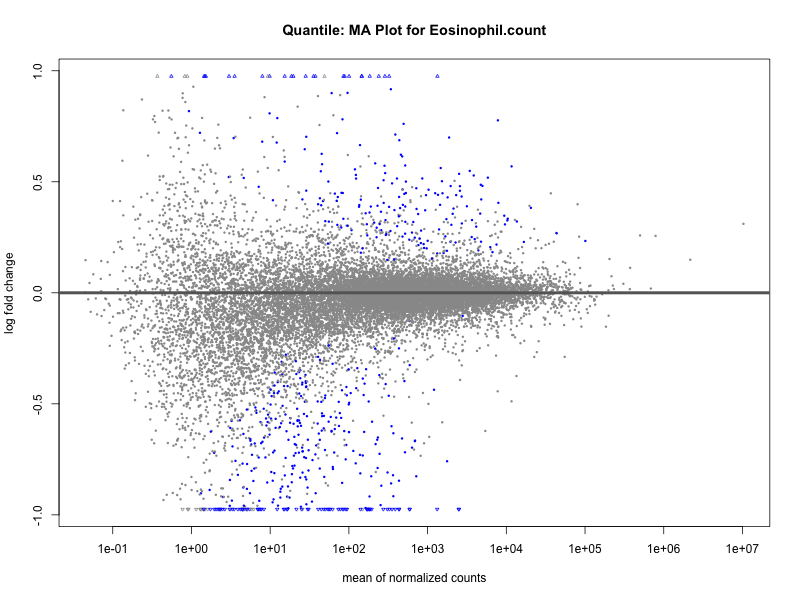 Quantile: MA Plot for Eosinophil.count
log fold change
1.0
0.5
0.0
-0.5
-1.0
1e-01 1e+00 1e+01 1e+02 1e+03 1e+04 1e+05 1e+06 1e+07
mean of normalized counts